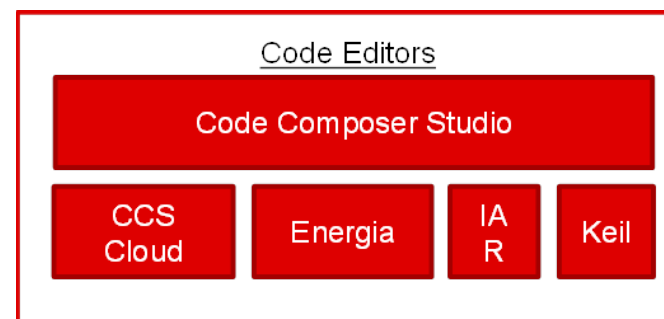 Code Editors
Code Composer Studio
CCS
Cloud
Energia
IA
R
Keil